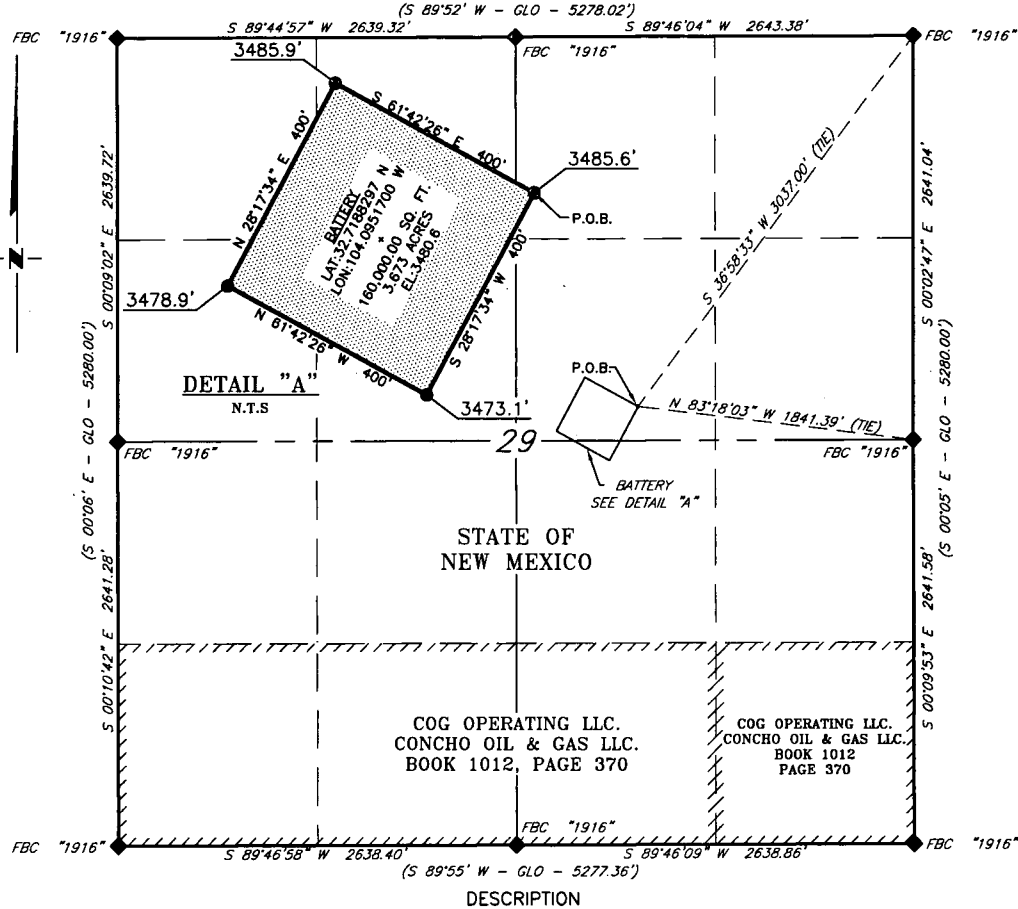 (S 89°52' W - GLO - 5278.02')
S 89°44'57" W 2639.32'
S 89°46'04" W 2643.38'
FBC "1916"
FBC "1916"
FBC "1916"
3485.9'
S 61°42'26" E 400'
N 28°17'34" E 400'
BATTERY
LAT:32.7188297 N
LON:104.0951700 W
+
160,000.00 SQ. FT.
3.673 ACRES
EL:3480.6
3485.6'
P.O.B.
S 28°17'34" W 400'
3478.9'
N 61°42'26" W 400'
3473.1'
DETAIL "A"
N.T.S
Z
S 00°09'02" E 2639.72'
(S 00°06' E - GLO - 5280.00')
S 00°10'42" E 2641.28'
S 36°58'33" W 3037.00' (TIE)
S 00°02'47" E 2641.04'
(S 00°05' E - GLO - 5280.00')
S 00°09'53" E 2641.58'
P.O.B.
N 83°18'03" W 1841.39' (TIE)
FBC "1916"
29
FBC "1916"
BATTERY
SEE DETAIL "A"
STATE OF
NEW MEXICO
COG OPERATING LLC.
CONCHO OIL & GAS LLC.
BOOK 1012, PAGE 370
COG OPERATING LLC.
CONCHO OIL & GAS LLC.
BOOK 1012
PAGE 370
FBC "1916"
FBC "1916"
FBC "1916"
S 89°46'58" W 2638.40'
S 89°46'09" W 2638.86'
(S 89°55' W - GLO - 5277.36')
DESCRIPTION